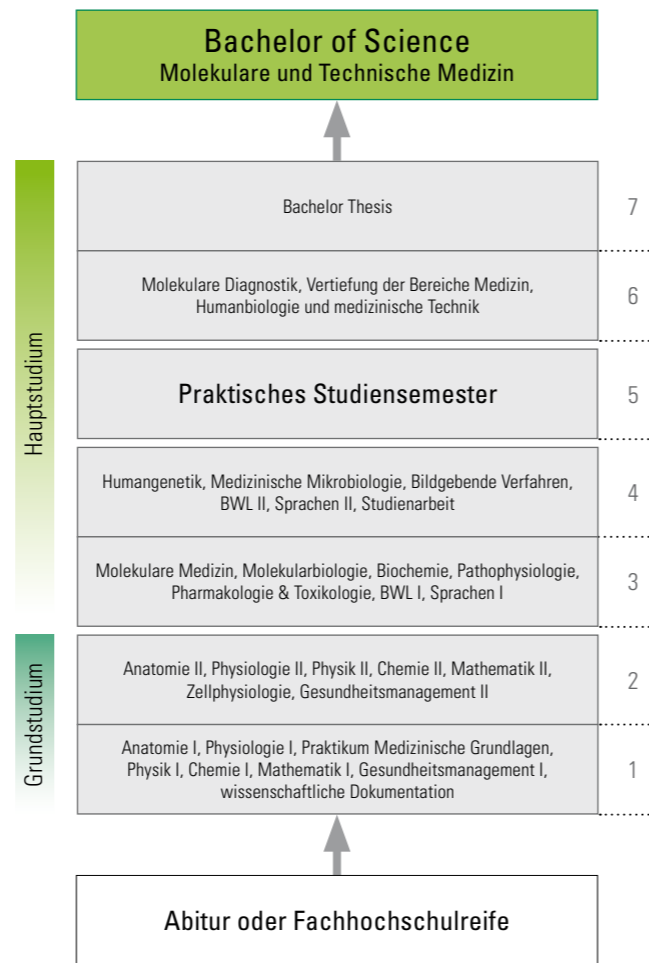 Bachelor of Science
Molekulare und Technische Medizin
Hauptstudium
Bachelor Thesis
7
Molekulare Diagnostik, Vertiefung der Bereiche Medizin,
Humanbiologie und medizinische Technik
6
Praktisches Studiensemester
5
Humangenetik, Medizinische Mikrobiologie, Bildgebende Verfahren,
BWL II, Sprachen II, Studienarbeit
4
Molekulare Medizin, Molekularbiologie, Biochemie, Pathophysiologie,
Pharmakologie & Toxikologie, BWL I, Sprachen I
3
Grundstudium
Anatomie II, Physiologie II, Physik II, Chemie II, Mathematik II,
Zellphysiologie, Gesundheitsmanagement II
2
Anatomie I, Physiologie I, Praktikum Medizinische Grundlagen,
Physik I, Chemie I, Mathematik I, Gesundheitsmanagement I,
wissenschaftliche Dokumentation
1
Abitur oder Fachhochschulreife